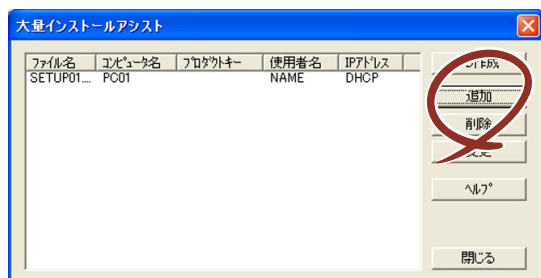 大量インストールアシスト
ファイル名 コンピュータ名 プロダクトキー 使用者名 IPアドレス
SETUP01.... PC01 NAME DHCP
追加
削除
変更
ヘルプ
閉じる